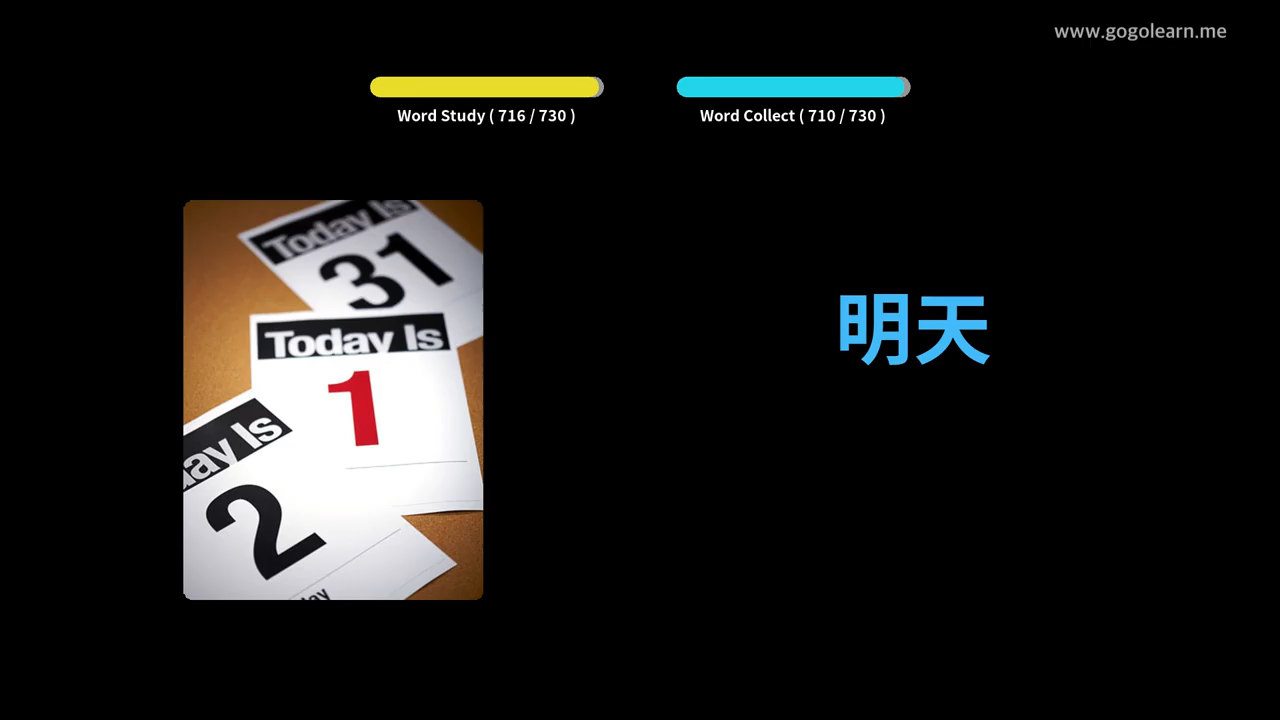 www.gogolearn.me
Word Study ( 716 / 730 )
Word Collect ( 710 / 730 )
Today Is
31
Today Is
1
ay Is
2
明天